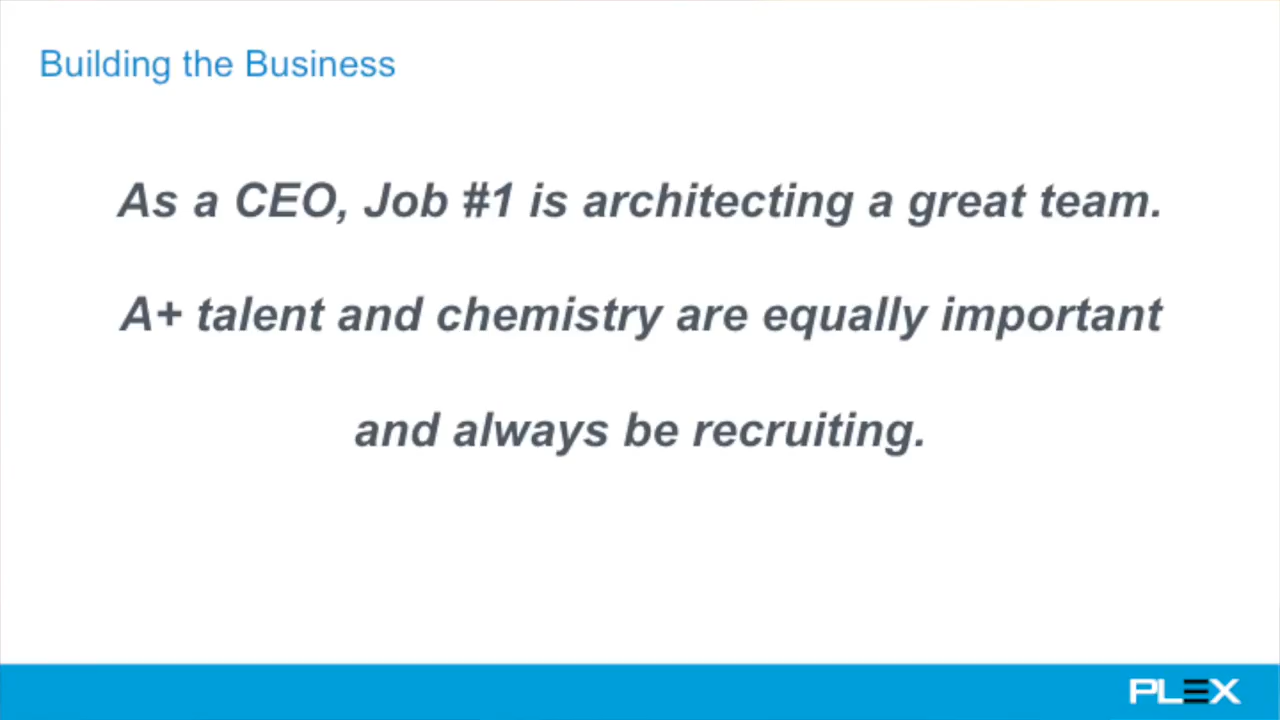 Building the Business
As a CEO, Job #1 is architecting a great team.
A+ talent and chemistry are equally important
and always be recruiting.
PLEX